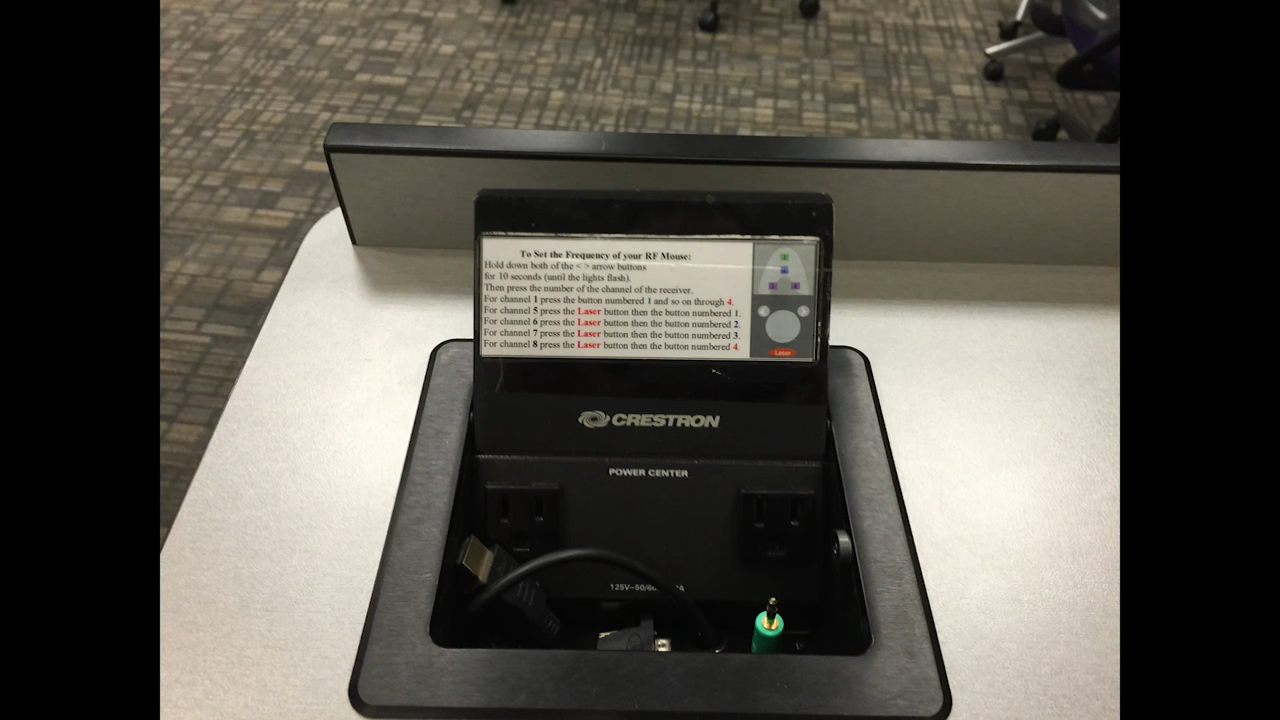 To Set the Frequency of your RF Mouse:
Hold down both of the < > arrow buttons
for 10 seconds (until the lights flash).
Then press the number of the channel of the receiver.
For channel 1 press the button numbered 1 and so on through 4.
For channel 5 press the Laser button then the button numbered 1.
For channel 6 press the Laser button then the button numbered 2.
For channel 7 press the Laser button then the button numbered 3.
For channel 8 press the Laser button then the button numbered 4.
Laser
CRESTRON
POWER CENTER